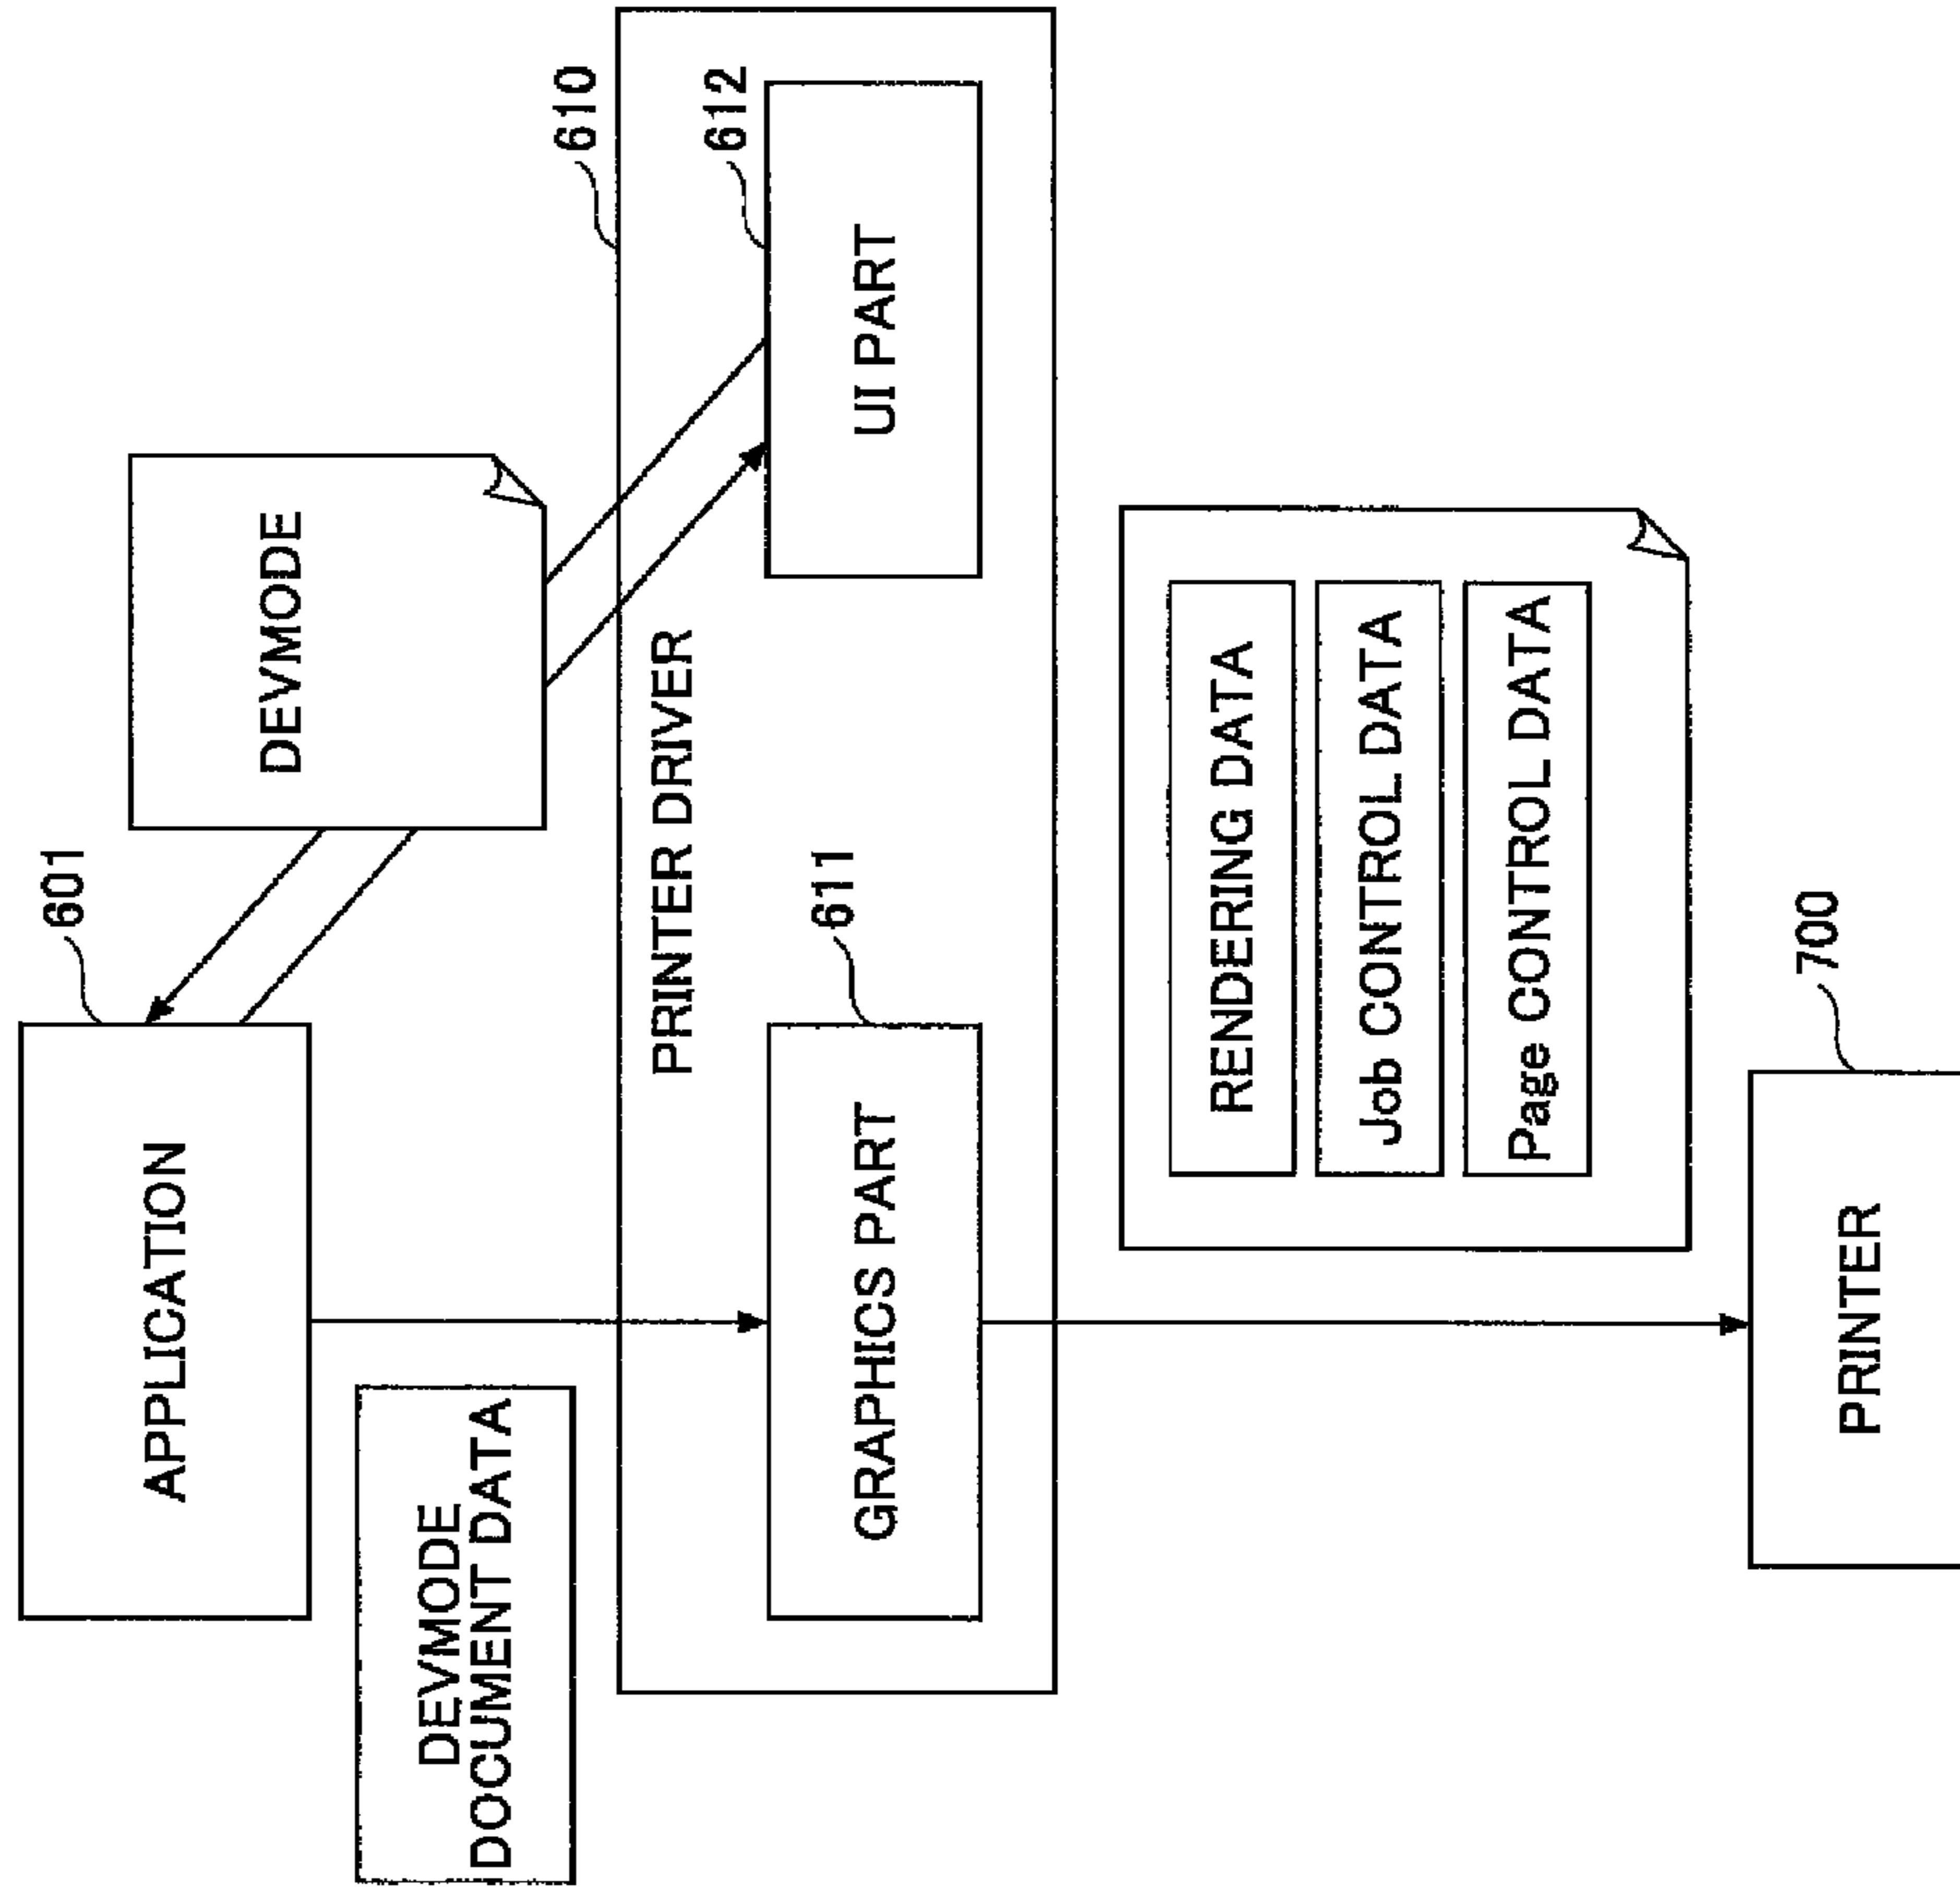 601
APPLICATION
DEVMODE
DEVMODE
DOCUMENT DATA
610
PRINTER DRIVER
611
GRAPHICS PART
612
UI PART
RENDERING DATA
Job CONTROL DATA
Page CONTROL DATA
700
PRINTER